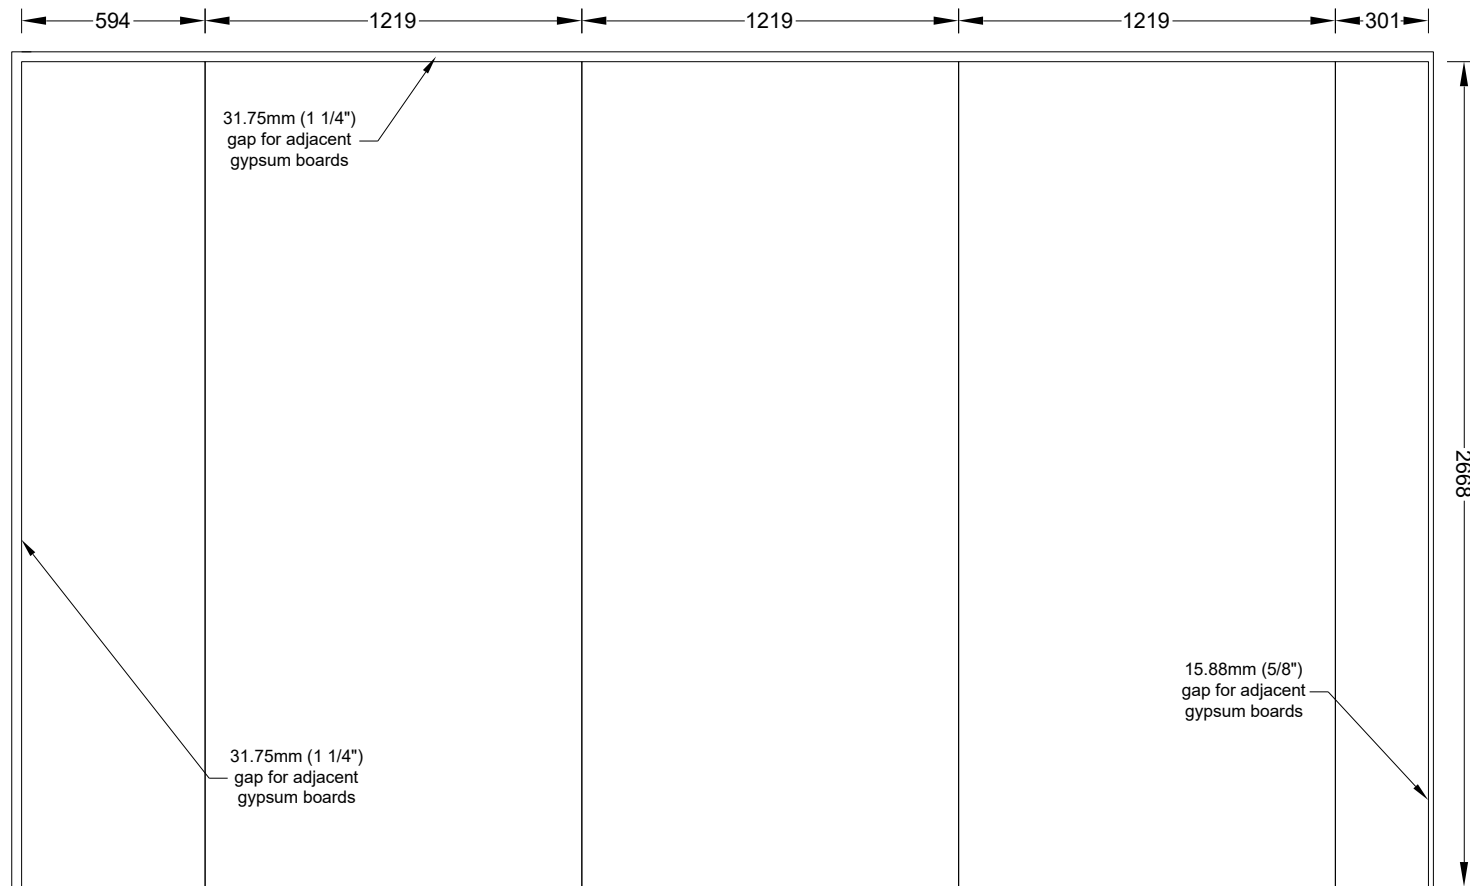 594
1219
1219
1219
301
31.75mm (1 1/4")
gap for adjacent
gypsum boards
2668
15.88mm (5/8")
gap for adjacent
gypsum boards
31.75mm (1 1/4")
gap for adjacent
gypsum boards